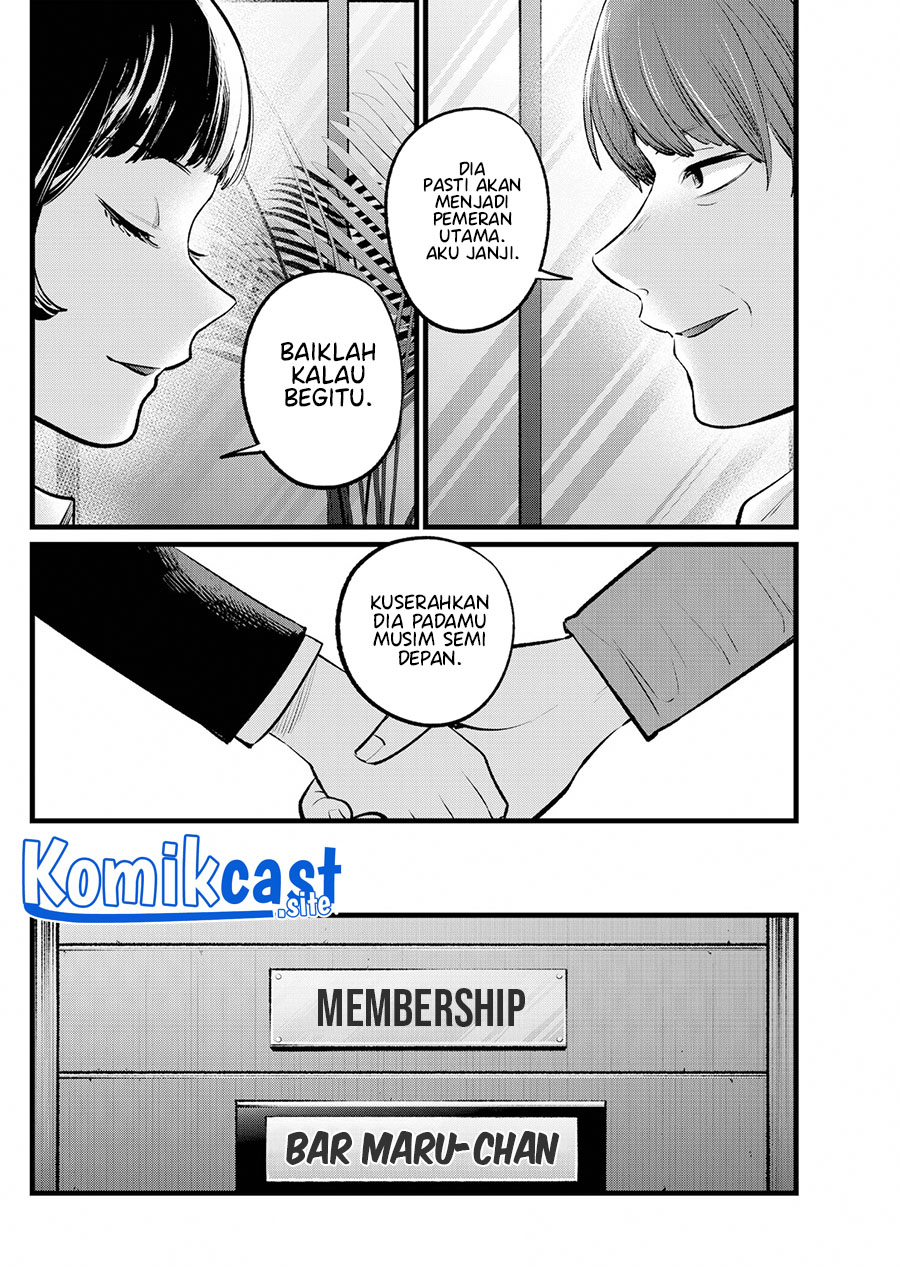 DIA
PASTI AKAN
MENJADI
PEMERAN
UTAMA.
AKU JANJI.
BAIKLAH
KALAU
BEGITU.
KUSERAHKAN
DIA PADAMU
MUSIM SEMI
DEPAN.
Komikcast
.site
MEMBERSHIP
BAR MARU-CHAN